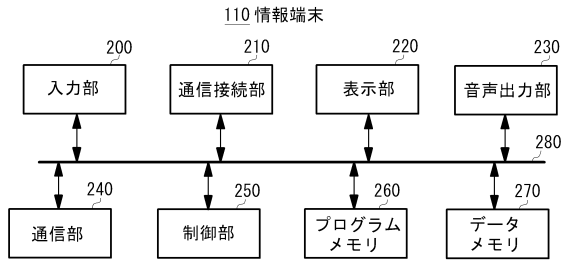 110 情報端末
200
210
220
230
入力部
通信接続部
表示部
音声出力部
280
240
250
260
270
通信部
制御部
プログラム
メモリ
データ
メモリ